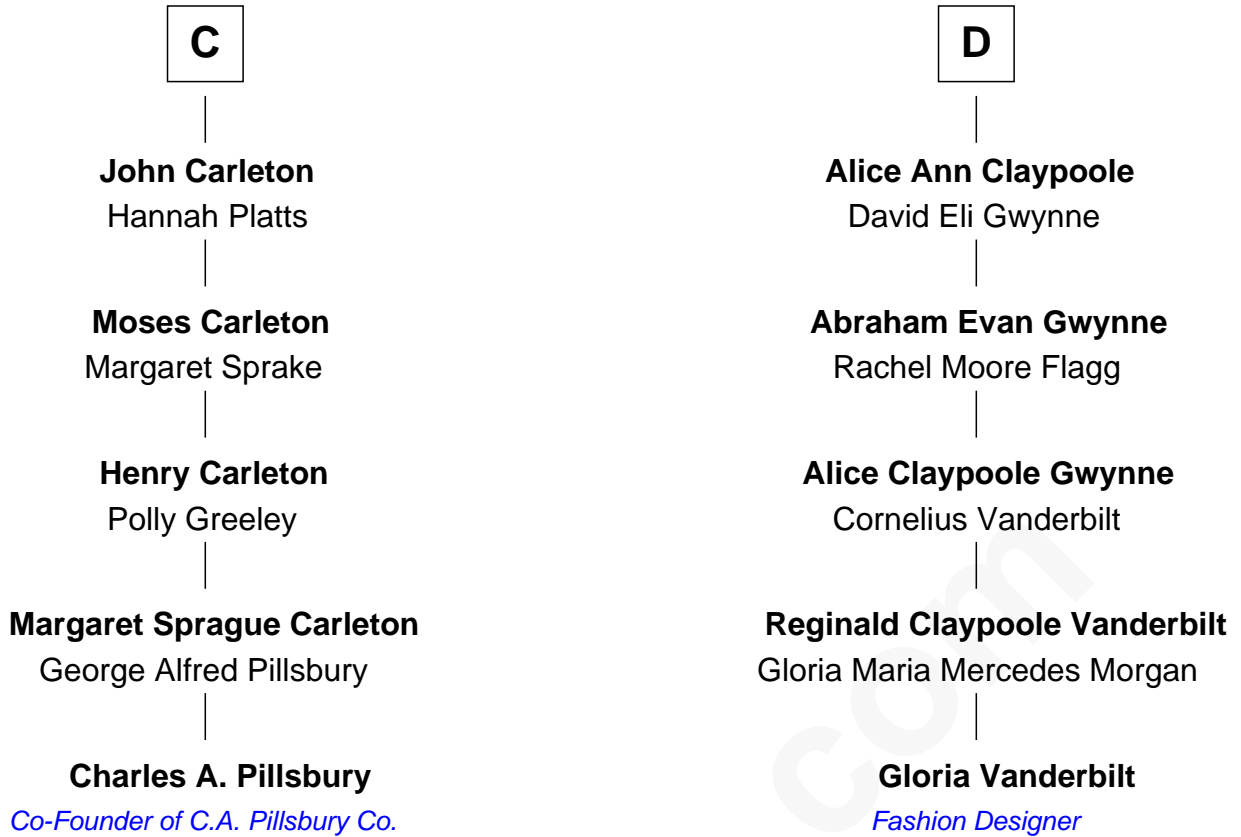 C
John Carleton
Hannah Platts
Moses Carleton
Margaret Sprake
Henry Carleton
Polly Greeley
Margaret Sprague Carleton
George Alfred Pillsbury
Charles A. Pillsbury
Co-Founder of C.A. Pillsbury Co.
D
Alice Ann Claypoole
David Eli Gwynne
Abraham Evan Gwynne
Rachel Moore Flagg
Alice Claypoole Gwynne
Cornelius Vanderbilt
Reginald Claypoole Vanderbilt
Gloria Maria Mercedes Morgan
Gloria Vanderbilt
Fashion Designer
com